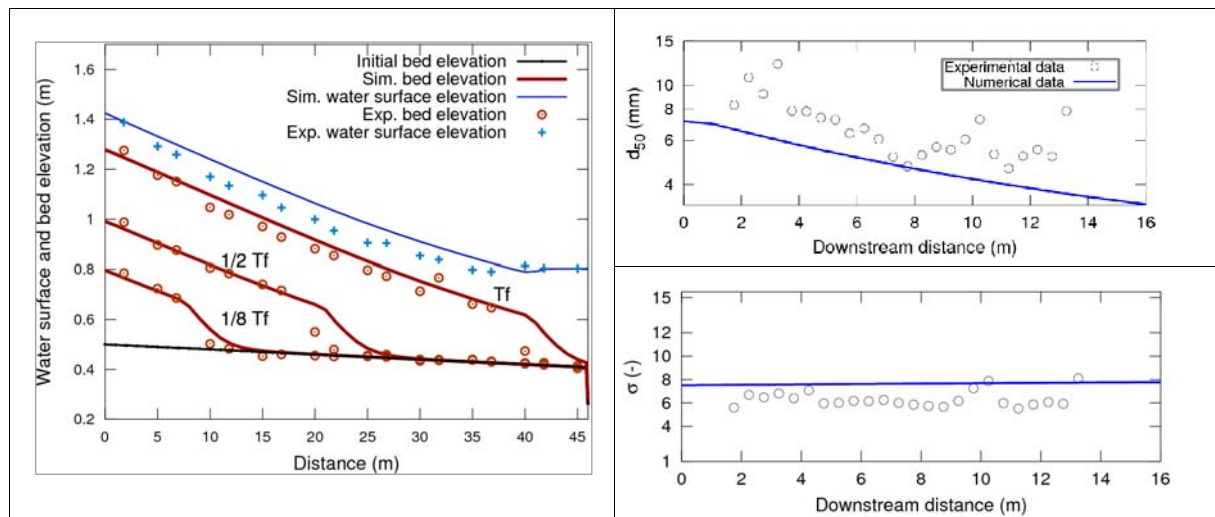 1.6
1.4
1.2
1
0.8
0.6
0.4
0.2
Water surface and bed elevation (m)
Initial bed elevation
Sim. bed elevation
Sim. water surface elevation
Exp. bed elevation
Exp. water surface elevation
1/2 Tf
1/8 Tf
Tf
0 5 10 15 20 25 30 35 40 45
Distance (m)
15
10
8
6
4
d50 (mm)
Experimental data
Numerical data
0 2 4 6 8 10 12 14 16
Downstream distance (m)
15
12
10
8
6
4
1
σ (-)
0 2 4 6 8 10 12 14 16
Downstream distance (m)